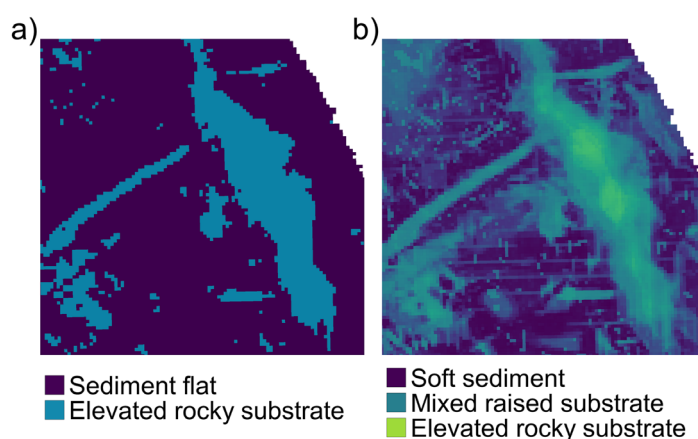 a)
b)
Sediment flat
Elevated rocky substrate
Soft sediment
Mixed raised substrate
Elevated rocky substrate